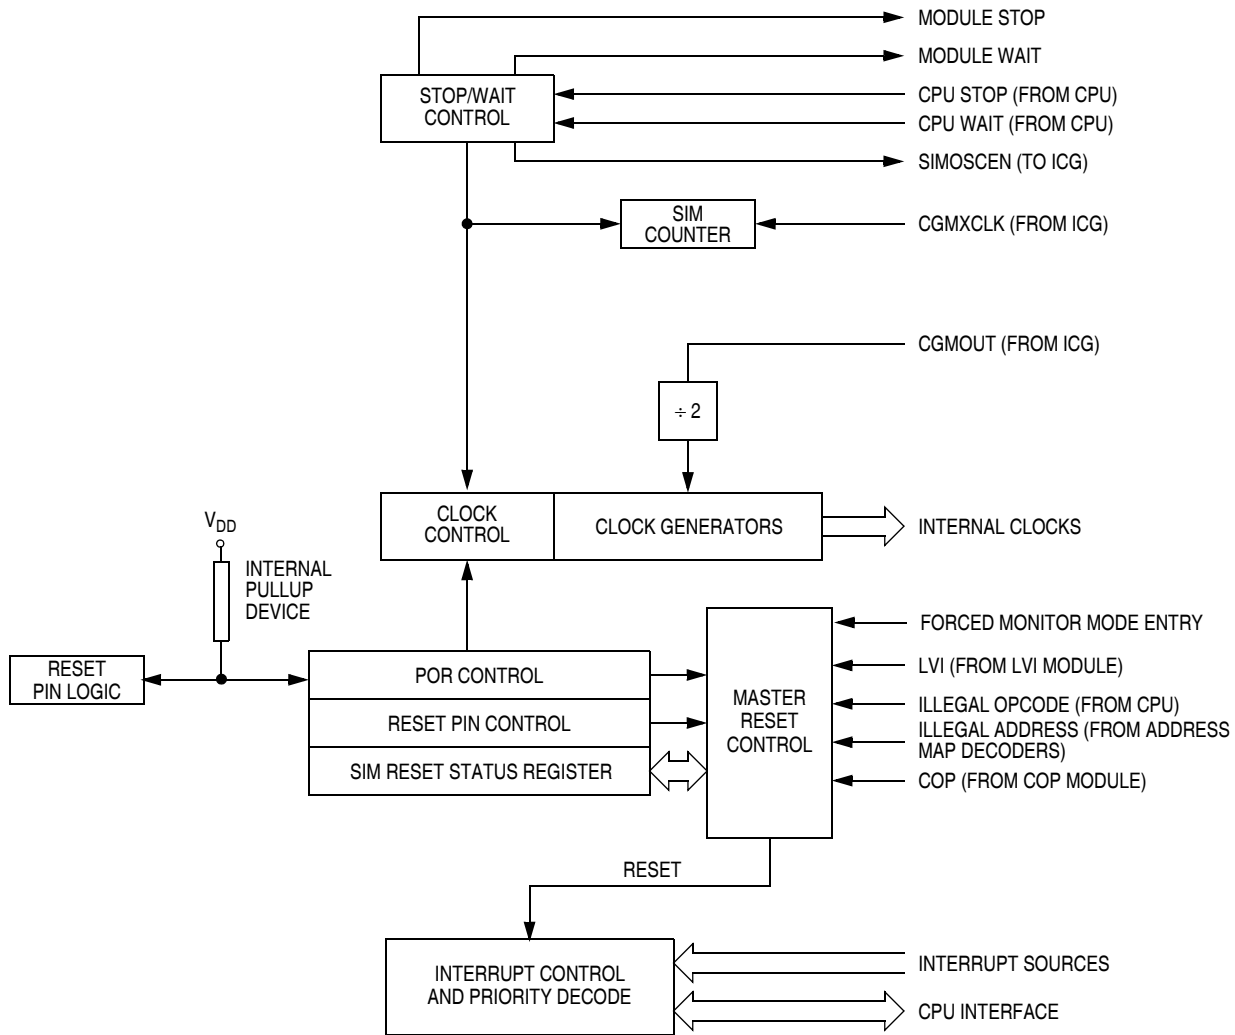 MODULE STOP
MODULE WAIT
STOP/WAIT
CONTROL
CPU STOP (FROM CPU)
CPU WAIT (FROM CPU)
SIMOSCEN (TO ICG)
SIM
COUNTER
CGMXCLK (FROM ICG)
CGMOUT (FROM ICG)
÷ 2
CLOCK
CONTROL
CLOCK GENERATORS
INTERNAL CLOCKS
VDD
INTERNAL
PULLUP
DEVICE
RESET
PIN LOGIC
POR CONTROL
RESET PIN CONTROL
SIM RESET STATUS REGISTER
MASTER
RESET
CONTROL
FORCED MONITOR MODE ENTRY
LVI (FROM LVI MODULE)
ILLEGAL OPCODE (FROM CPU)
ILLEGAL ADDRESS (FROM ADDRESS
MAP DECODERS)
COP (FROM COP MODULE)
RESET
INTERRUPT CONTROL
AND PRIORITY DECODE
INTERRUPT SOURCES
CPU INTERFACE